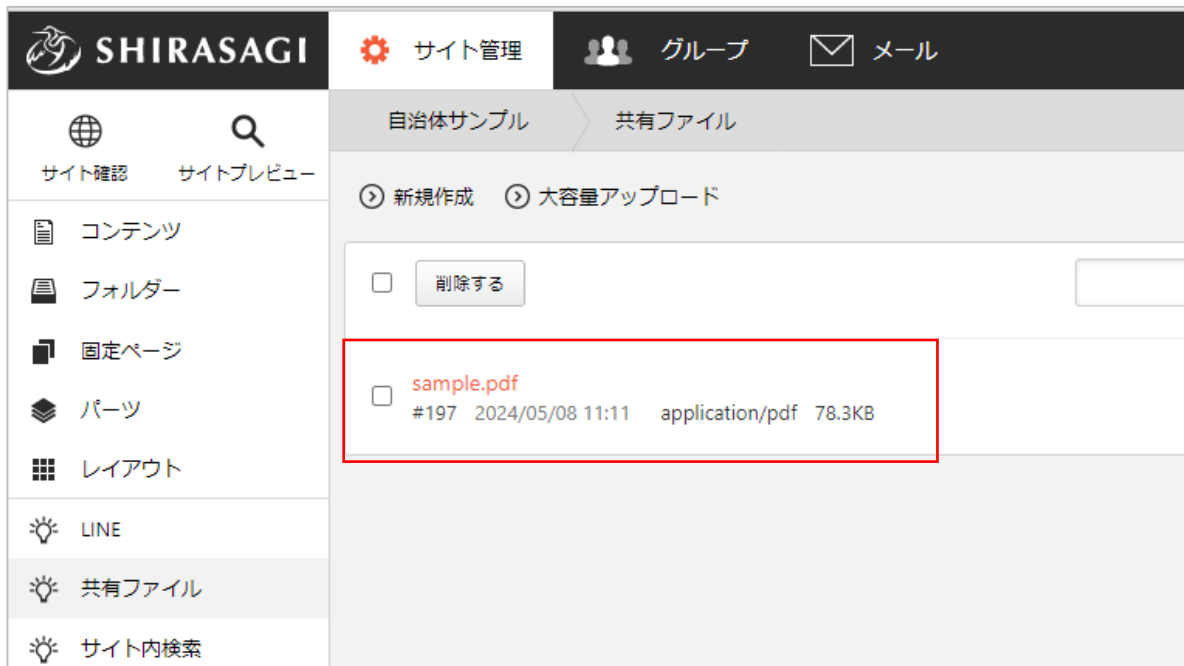 SHIRASAGI
サイト管理
グループ
メール
サイト確認
サイトプレビュー
自治体サンプル
共有ファイル
新規作成
大容量アップロード
コンテンツ
フォルダー
固定ページ
パーツ
レイアウト
LINE
共有ファイル
サイト内検索
削除する
sample.pdf
#197 2024/05/08 11:11 application/pdf 78.3KB